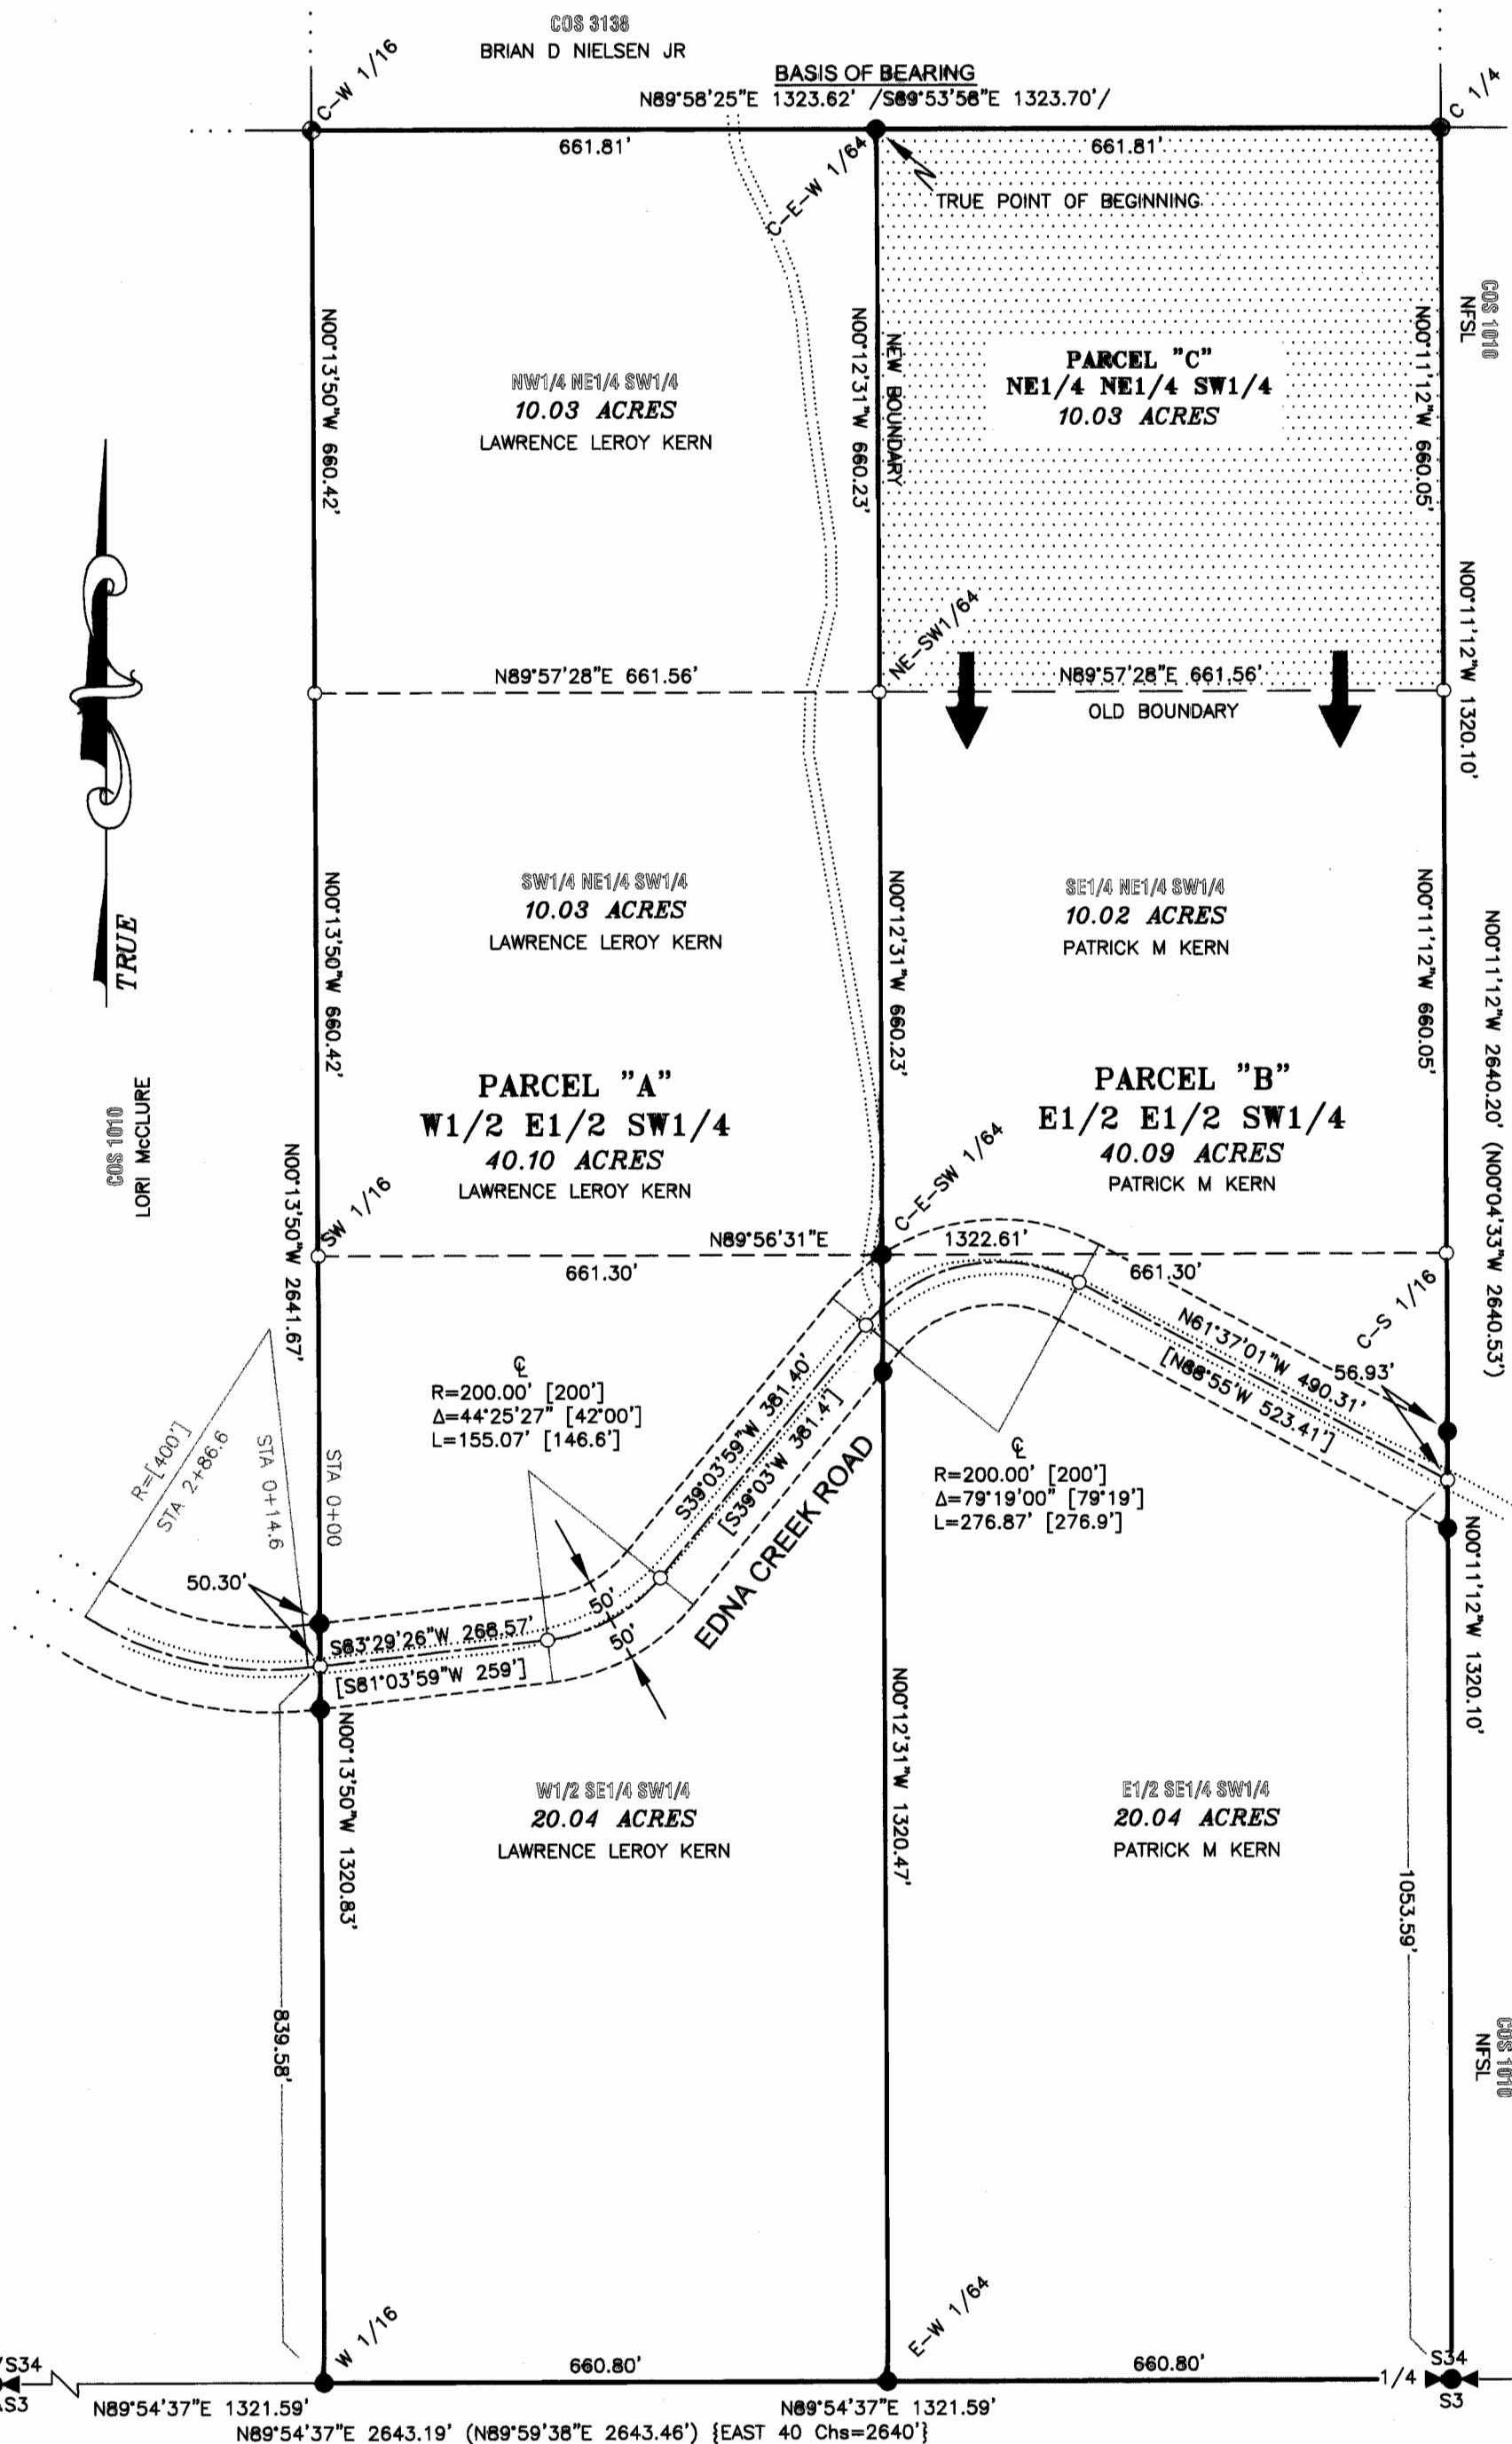 COS 3138
BRIAN D NIELSEN JR
BASIS OF BEARING
N89°58'25"E 1323.62' /S89°53'58"E 1323.70'/
C-W 1/16
C 1/4
661.81'
661.81'
C-E-W 1/64
TRUE POINT OF BEGINNING
COS 1010
NFSL
N00°13'50"W 660.42'
N00°12'31"W 660.23'
NEW BOUNDARY
N00°11'12"W 660.05'
NW1/4 NE1/4 SW1/4
10.03 ACRES
LAWRENCE LEROY KERN
PARCEL "C"
NE1/4 NE1/4 SW1/4
10.03 ACRES
N00°11'12"W 1320.10'
NE-SW1/64
N89°57'28"E 661.56'
N89°57'28"E 661.56'
OLD BOUNDARY
TRUE
SW1/4 NE1/4 SW1/4
10.03 ACRES
LAWRENCE LEROY KERN
SE1/4 NE1/4 SW1/4
10.02 ACRES
PATRICK M KERN
N00°13'50"W 660.42'
N00°12'31"W 660.23'
N00°11'12"W 660.05'
N00°11'12"W 2640.20' (N00°04'33"W 2640.53')
COS 1010
LORI McCLURE
PARCEL "A"
W1/2 E1/2 SW1/4
40.10 ACRES
LAWRENCE LEROY KERN
PARCEL "B"
E1/2 E1/2 SW1/4
40.09 ACRES
PATRICK M KERN
N00°13'50"W 2641.67'
SW 1/16
C-E-SW 1/64
N89°56'31"E
1322.61'
661.30'
661.30'
C-S 1/16
N61°37'01"W 490.31'
[N88°55'W 523.41']
56.93'
℄
R=200.00' [200']
Δ=44°25'27" [42°00']
L=155.07' [146.6']
S39°03'59"W 381.40'
[S39°03'W 381.4']
EDNA CREEK ROAD
℄
R=200.00' [200']
Δ=79°19'00" [79°19']
L=276.87' [276.9']
R=[400']
STA 2+86.6
STA 0+14.6
STA 0+00
50.30'
50'
50'
S83°29'26"W 268.57'
[S81°03'59"W 259']
N00°13'50"W 1320.83'
N00°12'31"W 1320.47'
N00°11'12"W 1320.10'
W1/2 SE1/4 SW1/4
20.04 ACRES
LAWRENCE LEROY KERN
E1/2 SE1/4 SW1/4
20.04 ACRES
PATRICK M KERN
839.58'
1053.59'
COS 1010
NFSL
W 1/16
E-W 1/64
660.80'
660.80'
1/4
S34
S3
S34
S3
N89°54'37"E 1321.59'
N89°54'37"E 1321.59'
N89°54'37"E 2643.19' (N89°59'38"E 2643.46') {EAST 40 Chs=2640'}